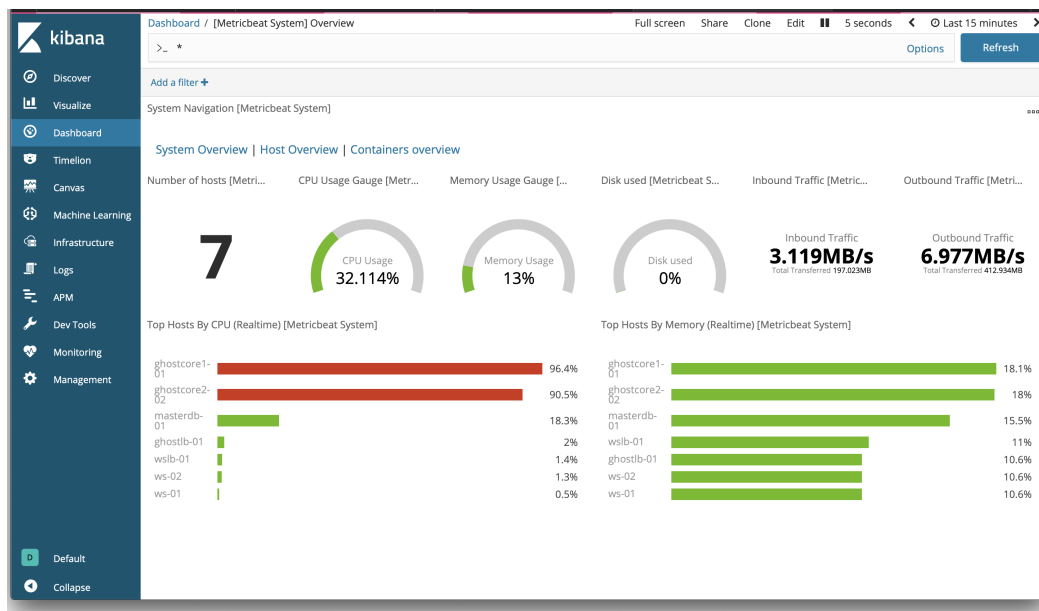 kibana
Discover
Visualize
Dashboard
Timelion
Canvas
Machine Learning
Infrastructure
Logs
APM
Dev Tools
Monitoring
Management
D Default
Collapse
Dashboard / [Metricbeat System] Overview
Full screen Share Clone Edit 5 seconds Last 15 minutes
>_ *
Options Refresh
Add a filter +
System Navigation [Metricbeat System]
System Overview | Host Overview | Containers overview
Number of hosts [Metri... CPU Usage Gauge [Metr... Memory Usage Gauge [... Disk used [Metricbeat S... Inbound Traffic [Metric... Outbound Traffic [Metri...
7
CPU Usage
32.114%
Memory Usage
13%
Disk used
0%
Inbound Traffic
3.119MB/s
Total Transferred 197.023MB
Outbound Traffic
6.977MB/s
Total Transferred 412.934MB
Top Hosts By CPU (Realtime) [Metricbeat System]
ghostcore1-
01 96.4%
ghostcore2-
02 90.5%
masterdb-
01 18.3%
ghostlb-01 2%
wslb-01 1.4%
ws-02 1.3%
ws-01 0.5%
Top Hosts By Memory (Realtime) [Metricbeat System]
ghostcore1-
01 18.1%
ghostcore2-
02 18%
masterdb-
01 15.5%
wslb-01 11%
ghostlb-01 10.6%
ws-02 10.6%
ws-01 10.6%